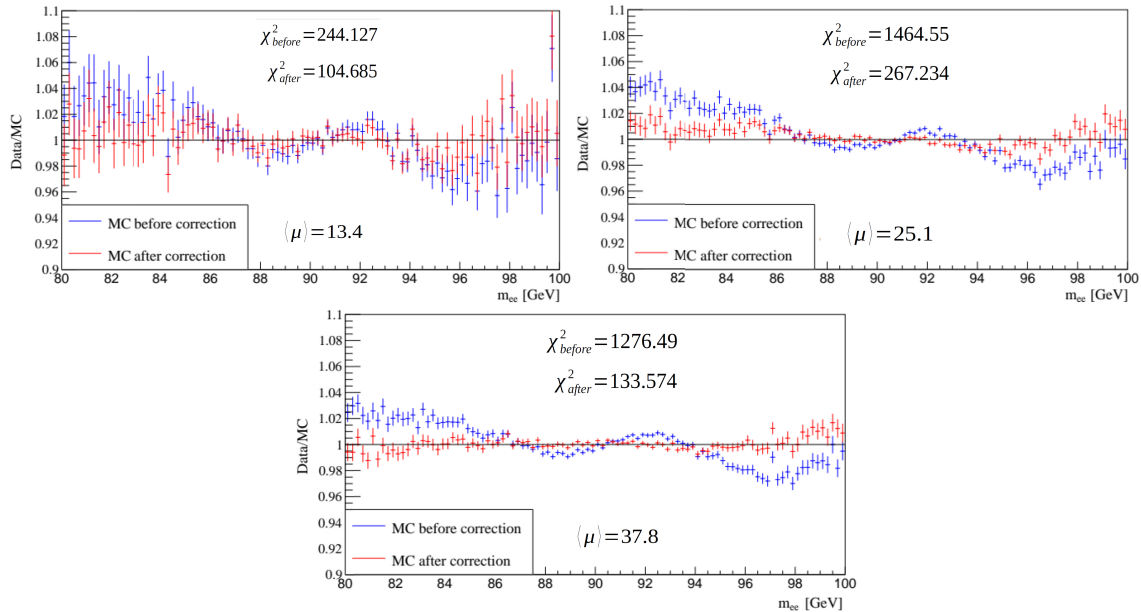 1.1
1.08
1.06
1.04
1.02
1
0.98
0.96
0.94
0.92
0.9
Data/MC
χ²before=244.127
χ²after=104.685
MC before correction
MC after correction
⟨μ⟩=13.4
80 82 84 86 88 90 92 94 96 98 100
mee [GeV]
1.1
1.08
1.06
1.04
1.02
1
0.98
0.96
0.94
0.92
0.9
Data/MC
χ²before=1464.55
χ²after=267.234
MC before correction
MC after correction
⟨μ⟩=25.1
80 82 84 86 88 90 92 94 96 98 100
mee [GeV]
1.1
1.08
1.06
1.04
1.02
1
0.98
0.96
0.94
0.92
0.9
Data/MC
χ²before=1276.49
χ²after=133.574
MC before correction
MC after correction
⟨μ⟩=37.8
80 82 84 86 88 90 92 94 96 98 100
mee [GeV]